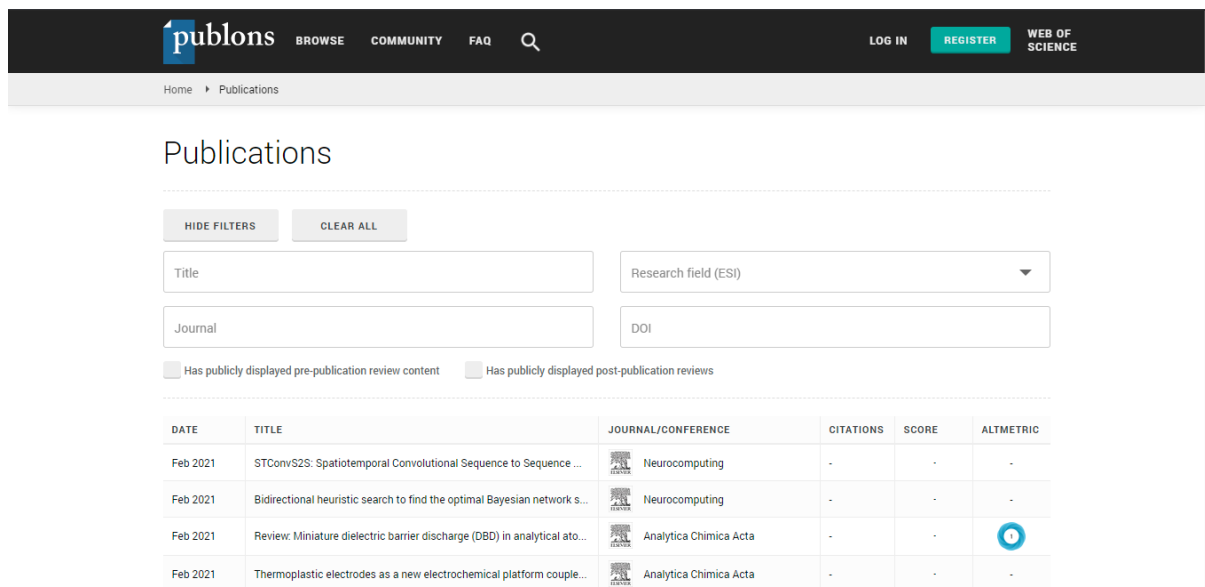 publons BROWSE COMMUNITY FAQ LOG IN REGISTER WEB OF SCIENCE
Home Publications
Publications
HIDE FILTERS CLEAR ALL
Title Research field (ESI)
Journal DOI
Has publicly displayed pre-publication review content Has publicly displayed post-publication reviews
DATE TITLE JOURNAL/CONFERENCE CITATIONS SCORE ALTMETRIC
Feb 2021 STConvS2S: Spatiotemporal Convolutional Sequence to Sequence ... ELSEVIER Neurocomputing - - -
Feb 2021 Bidirectional heuristic search to find the optimal Bayesian network s... ELSEVIER Neurocomputing - - -
Feb 2021 Review: Miniature dielectric barrier discharge (DBD) in analytical ato... ELSEVIER Analytica Chimica Acta - - 1
Feb 2021 Thermoplastic electrodes as a new electrochemical platform couple... ELSEVIER Analytica Chimica Acta - - -